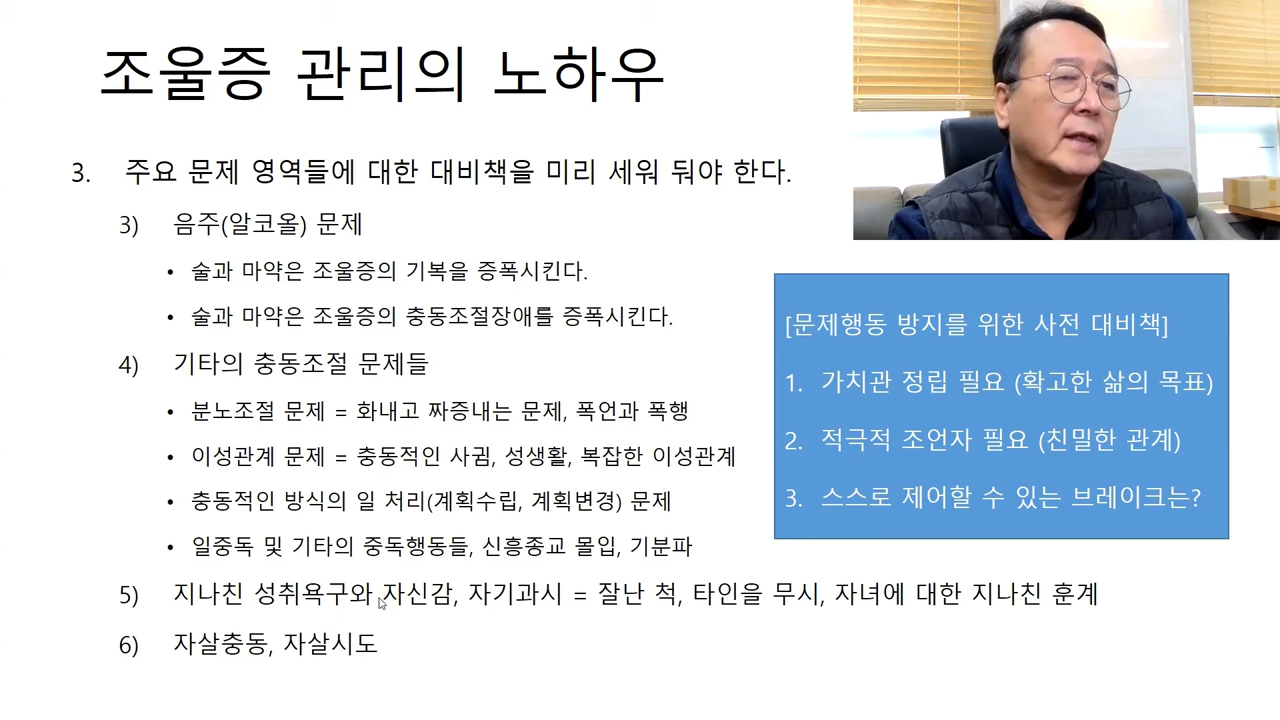 조울증 관리의 노하우
3. 주요 문제 영역들에 대한 대비책을 미리 세워 둬야 한다.
3) 음주(알코올) 문제
• 술과 마약은 조울증의 기복을 증폭시킨다.
• 술과 마약은 조울증의 충동조절장애를 증폭시킨다.
4) 기타의 충동조절 문제들
• 분노조절 문제 = 화내고 짜증내는 문제, 폭언과 폭행
• 이성관계 문제 = 충동적인 사귐, 성생활, 복잡한 이성관계
• 충동적인 방식의 일 처리(계획수립, 계획변경) 문제
• 일중독 및 기타의 중독행동들, 신흥종교 몰입, 기분파
5) 지나친 성취욕구와 자신감, 자기과시 = 잘난 척, 타인을 무시, 자녀에 대한 지나친 훈계
6) 자살충동, 자살시도
[문제행동 방지를 위한 사전 대비책]
1. 가치관 정립 필요 (확고한 삶의 목표)
2. 적극적 조언자 필요 (친밀한 관계)
3. 스스로 제어할 수 있는 브레이크는?